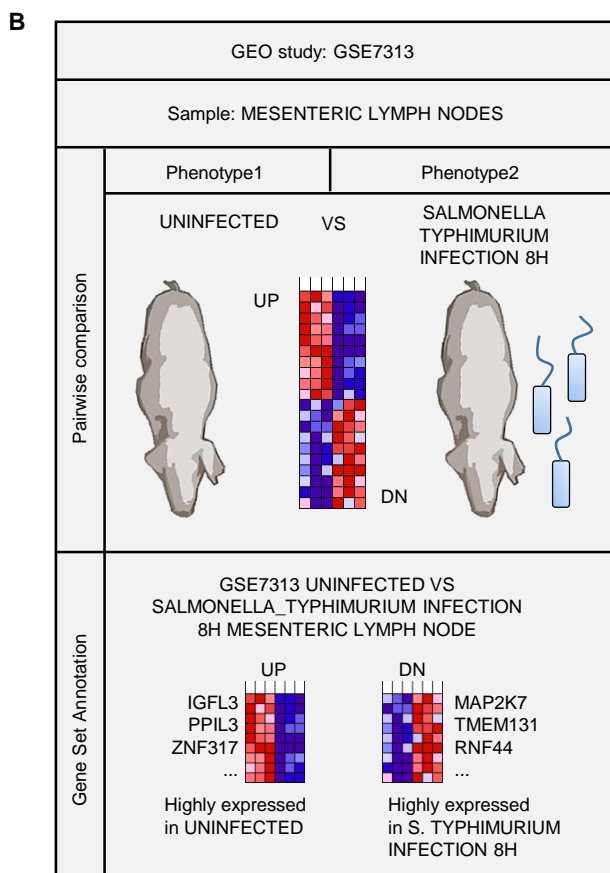 B
GEO study: GSE7313
Sample: MESENTERIC LYMPH NODES
Pairwise comparison
Phenotype1
Phenotype2
UNINFECTED
VS
SALMONELLA
TYPHIMURIUM
INFECTION 8H
UP
DN
Gene Set Annotation
GSE7313 UNINFECTED VS
SALMONELLA_TYPHIMURIUM INFECTION
8H MESENTERIC LYMPH NODE
UP
IGFL3
PPIL3
ZNF317
...
Highly expressed
in UNINFECTED
DN
MAP2K7
TMEM131
RNF44
...
Highly expressed
in S. TYPHIMURIUM
INFECTION 8H